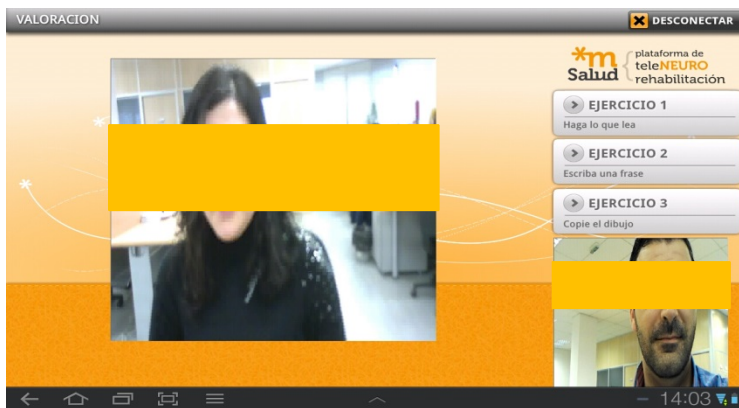 VALORACION
DESCONECTAR
*m
Salud
plataforma de
teleNEURO
rehabilitación
EJERCICIO 1
Haga lo que lea
EJERCICIO 2
Escriba una frase
EJERCICIO 3
Copie el dibujo
14:03